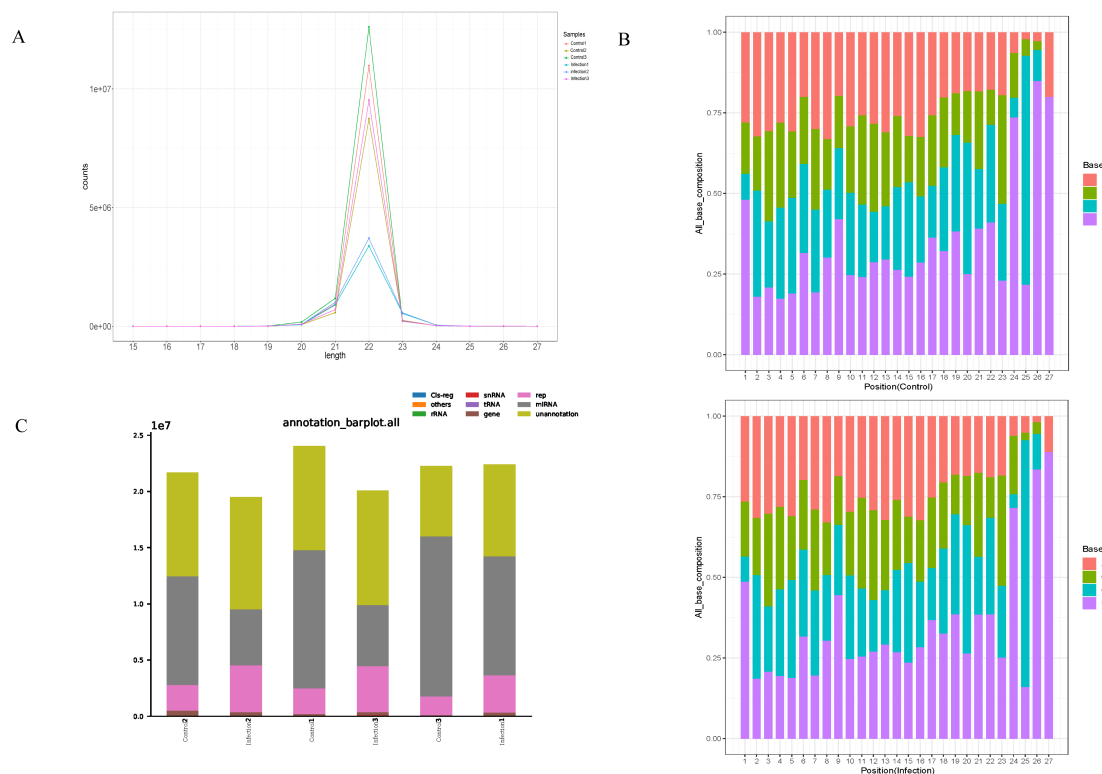 A
Samples
Control1
Control2
Control3
Infection1
Infection2
Infection3
1e+07
5e+06
0e+00
counts
15 16 17 18 19 20 21 22 23 24 25 26 27
length
B
1.00
0.75
0.50
0.25
0.00
All_base_composition
1 2 3 4 5 6 7 8 9 10 11 12 13 14 15 16 17 18 19 20 21 22 23 24 25 26 27
Position(Control)
Base
1.00
0.75
0.50
0.25
0.00
All_base_composition
1 2 3 4 5 6 7 8 9 10 11 12 13 14 15 16 17 18 19 20 21 22 23 24 25 26 27
Position(Infection)
Base
C
Cis-reg snRNA rep
others tRNA miRNA
rRNA gene unannotation
annotation_barplot.all
1e7
2.5
2.0
1.5
1.0
0.5
0.0
Control2 Infection2 Control1 Infection3 Control3 Infection1